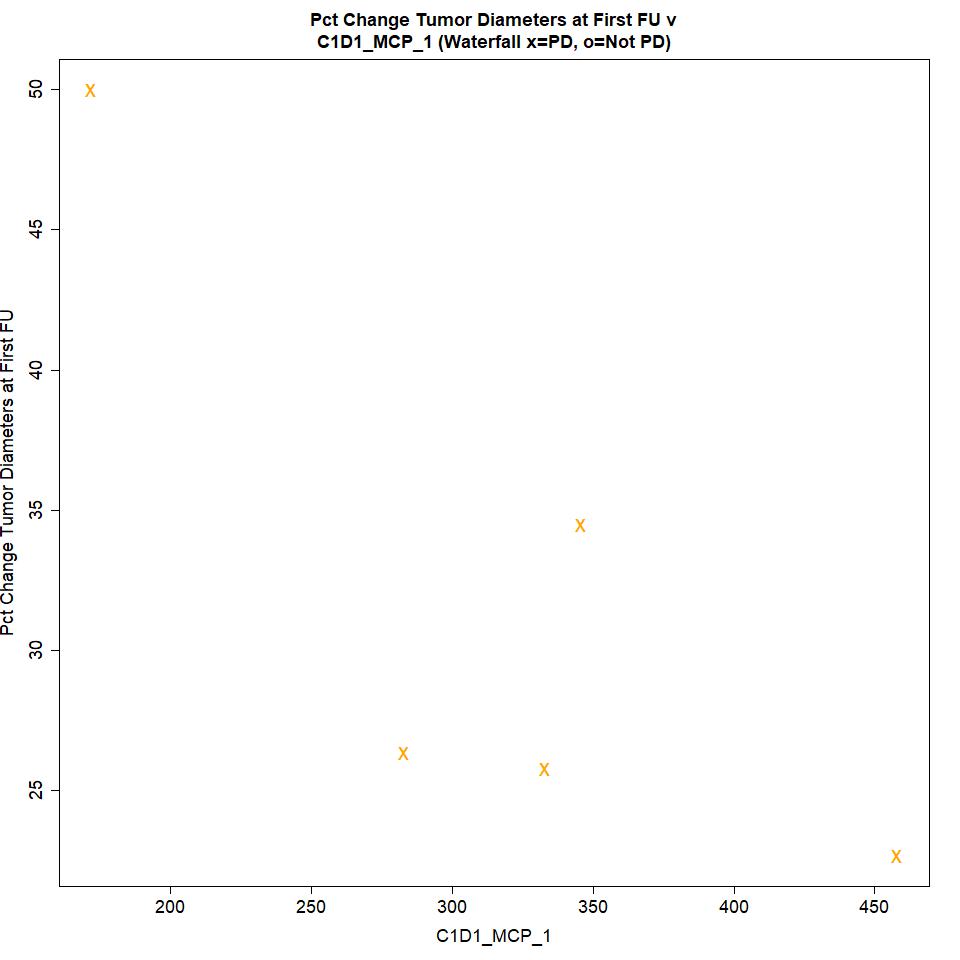 Pct Change Tumor Diameters at First FU v
C1D1_MCP_1 (Waterfall x=PD, o=Not PD)
Pct Change Tumor Diameters at First FU
50
45
40
35
30
25
X
X
X
X
X
200 250 300 350 400 450
C1D1_MCP_1